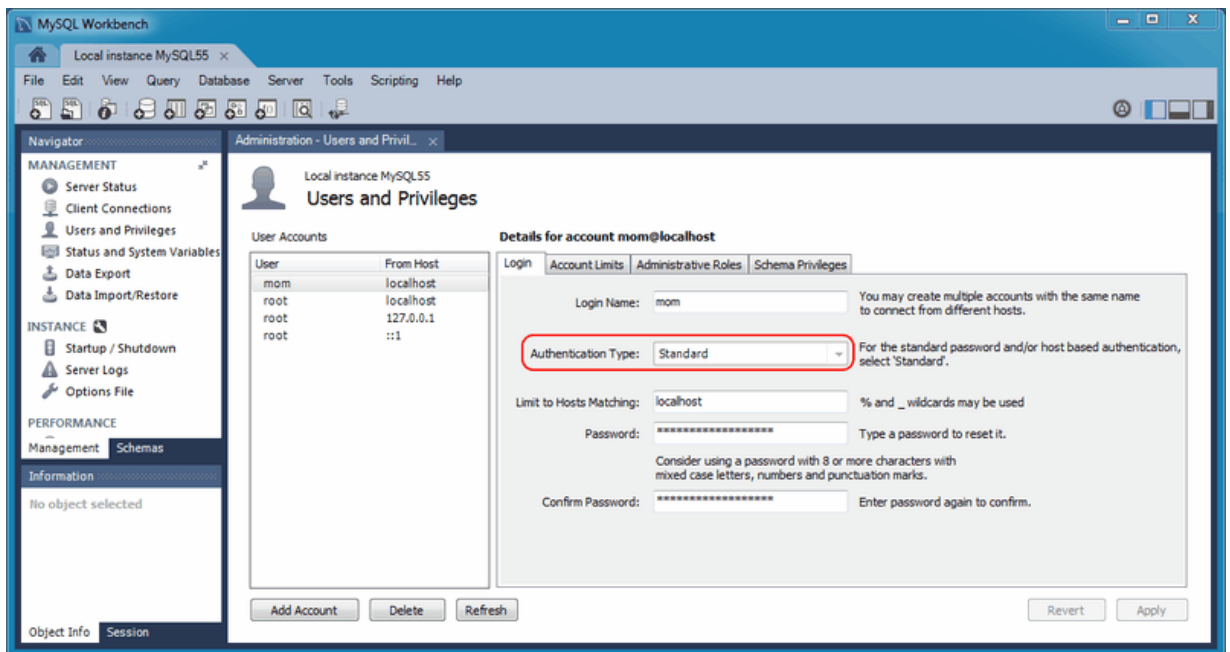 MySQL Workbench
Local instance MySQL55
File Edit View Query Database Server Tools Scripting Help
Navigator
MANAGEMENT
Server Status
Client Connections
Users and Privileges
Status and System Variables
Data Export
Data Import/Restore
INSTANCE
Startup / Shutdown
Server Logs
Options File
PERFORMANCE
Management Schemas
Information
No object selected
Object Info Session
Administration - Users and Privil...
Local instance MySQL55
Users and Privileges
User Accounts
User From Host
mom localhost
root localhost
root 127.0.0.1
root ::1
Add Account Delete Refresh
Details for account mom@localhost
Login Account Limits Administrative Roles Schema Privileges
Login Name: mom You may create multiple accounts with the same name
to connect from different hosts.
Authentication Type: Standard For the standard password and/or host based authentication,
select 'Standard'.
Limit to Hosts Matching: localhost % and _ wildcards may be used
Password: ****************** Type a password to reset it.
Consider using a password with 8 or more characters with
mixed case letters, numbers and punctuation marks.
Confirm Password: ****************** Enter password again to confirm.
Revert Apply